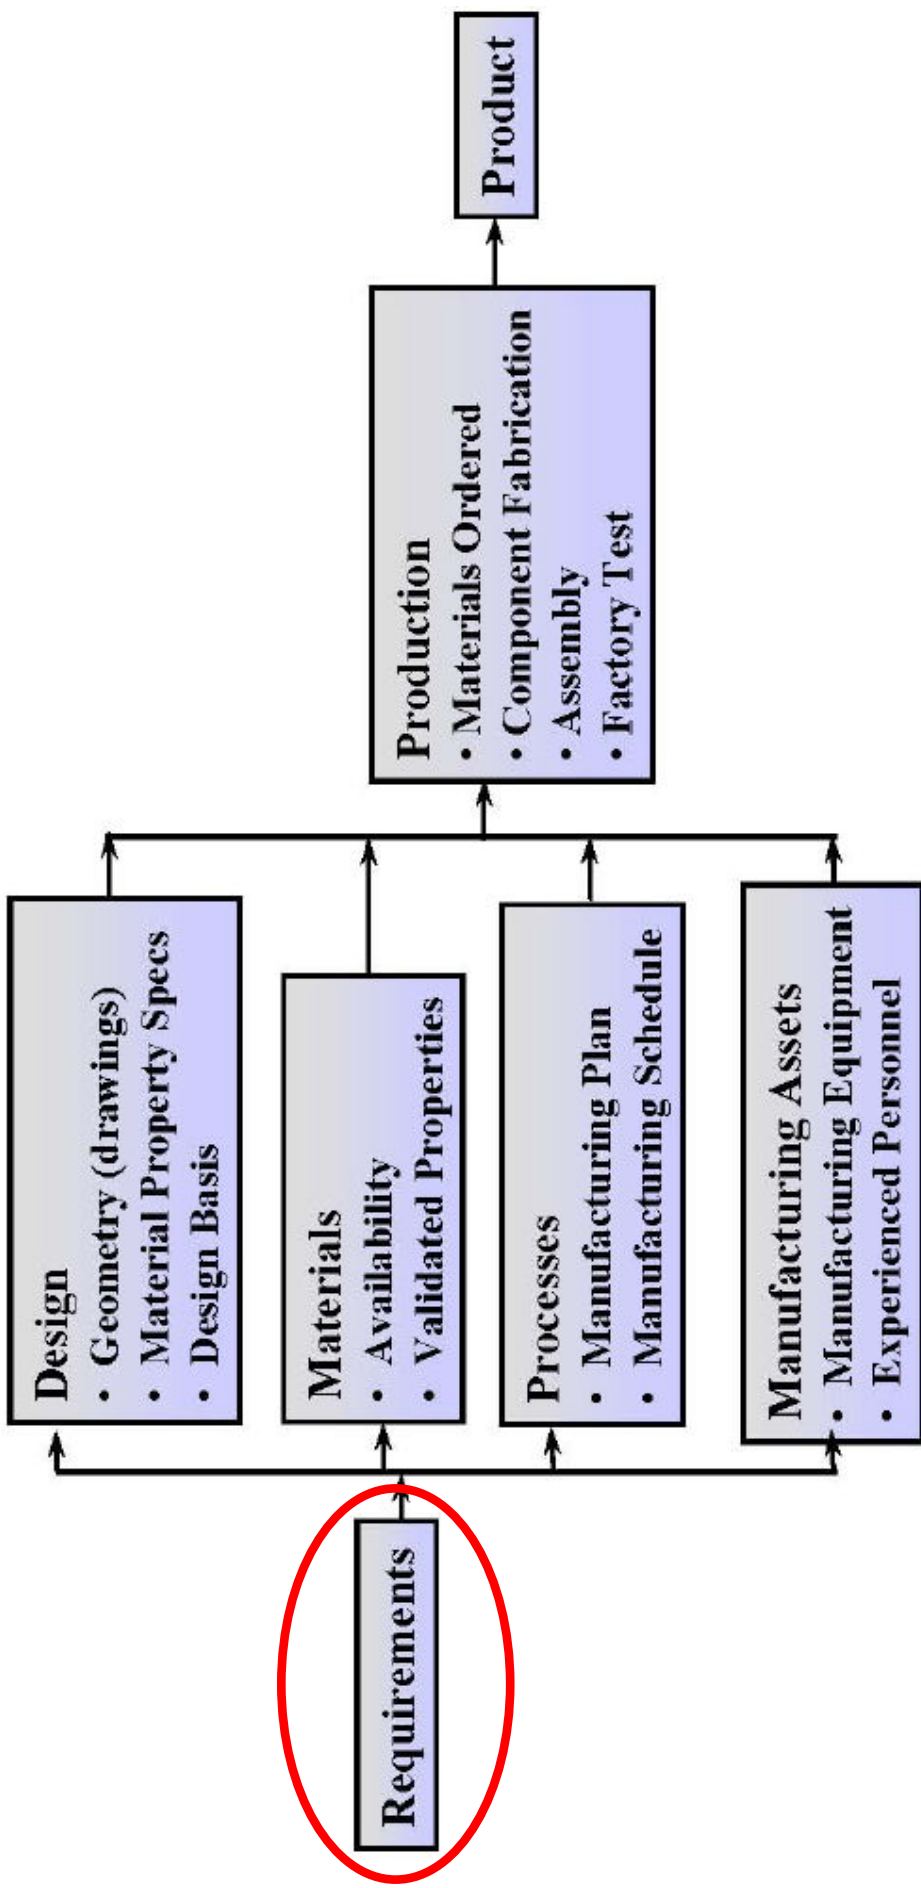 Requirements
Design
• Geometry (drawings)
• Material Property Specs
• Design Basis
Materials
• Availability
• Validated Properties
Processes
• Manufacturing Plan
• Manufacturing Schedule
Manufacturing Assets
• Manufacturing Equipment
• Experienced Personnel
Production
• Materials Ordered
• Component Fabrication
• Assembly
• Factory Test
Product